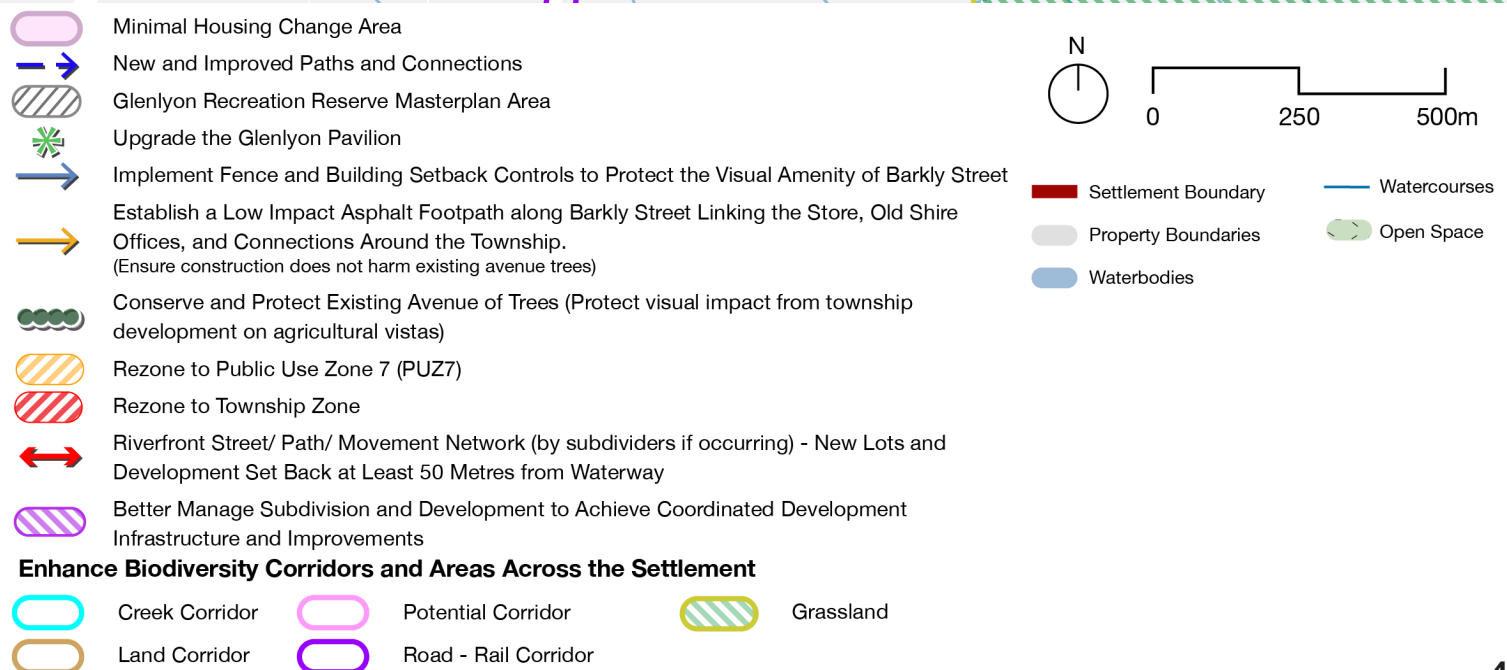 Minimal Housing Change Area
New and Improved Paths and Connections
Glenlyon Recreation Reserve Masterplan Area
Upgrade the Glenlyon Pavilion
Implement Fence and Building Setback Controls to Protect the Visual Amenity of Barkly Street
Establish a Low Impact Asphalt Footpath along Barkly Street Linking the Store, Old Shire
Offices, and Connections Around the Township.
(Ensure construction does not harm existing avenue trees)
Conserve and Protect Existing Avenue of Trees (Protect visual impact from township
development on agricultural vistas)
Rezone to Public Use Zone 7 (PUZ7)
Rezone to Township Zone
Riverfront Street/ Path/ Movement Network (by subdividers if occurring) - New Lots and
Development Set Back at Least 50 Metres from Waterway
Better Manage Subdivision and Development to Achieve Coordinated Development
Infrastructure and Improvements
Enhance Biodiversity Corridors and Areas Across the Settlement
Creek Corridor
Potential Corridor
Grassland
Land Corridor
Road - Rail Corridor
N
0 250 500m
Settlement Boundary
Watercourses
Property Boundaries
Open Space
Waterbodies